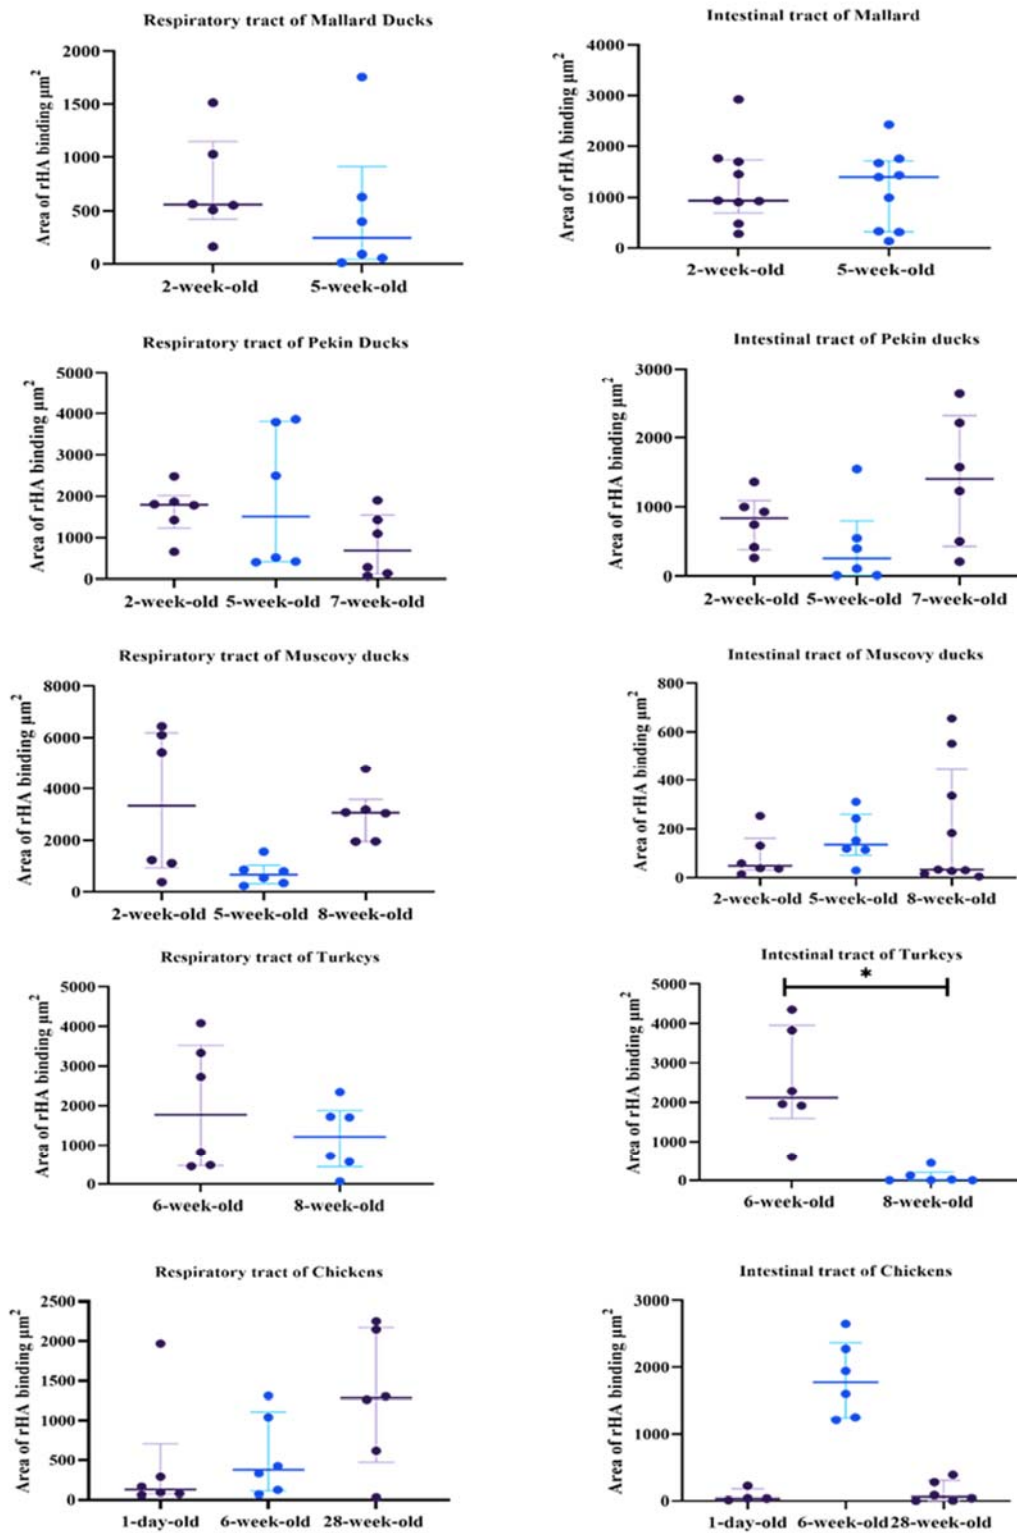 Respiratory tract of Mallard Ducks
Area of rHA binding µm²
2000
1500
1000
500
0
2-week-old 5-week-old
Intestinal tract of Mallard
Area of rHA binding µm²
4000
3000
2000
1000
0
2-week-old 5-week-old
Respiratory tract of Pekin Ducks
Area of rHA binding µm²
5000
4000
3000
2000
1000
0
2-week-old 5-week-old 7-week-old
Intestinal tract of Pekin ducks
Area of rHA binding µm²
3000
2000
1000
0
2-week-old 5-week-old 7-week-old
Respiratory tract of Muscovy ducks
Area of rHA binding µm²
8000
6000
4000
2000
0
2-week-old 5-week-old 8-week-old
Intestinal tract of Muscovy ducks
Area of rHA binding µm²
800
600
400
200
0
2-week-old 5-week-old 8-week-old
Respiratory tract of Turkeys
Area of rHA binding µm²
5000
4000
3000
2000
1000
0
6-week-old 8-week-old
Intestinal tract of Turkeys
*
Area of rHA binding µm²
5000
4000
3000
2000
1000
0
6-week-old 8-week-old
Respiratory tract of Chickens
Area of rHA binding µm²
2500
2000
1500
1000
500
0
1-day-old 6-week-old 28-week-old
Intestinal tract of Chickens
Area of rHA binding µm²
3000
2000
1000
0
1-day-old 6-week-old 28-week-old